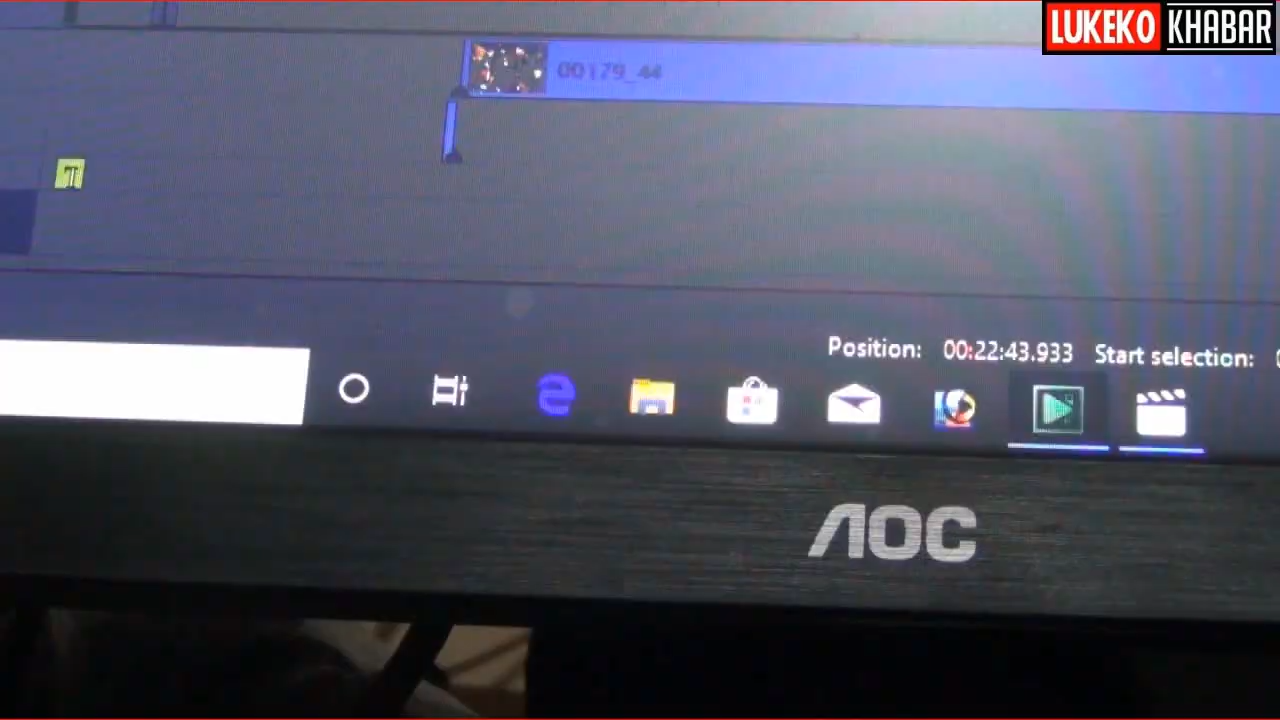 LUKEKO KHABAR
00179_44
T
Position: 00:22:43.933 Start selection:
AOC